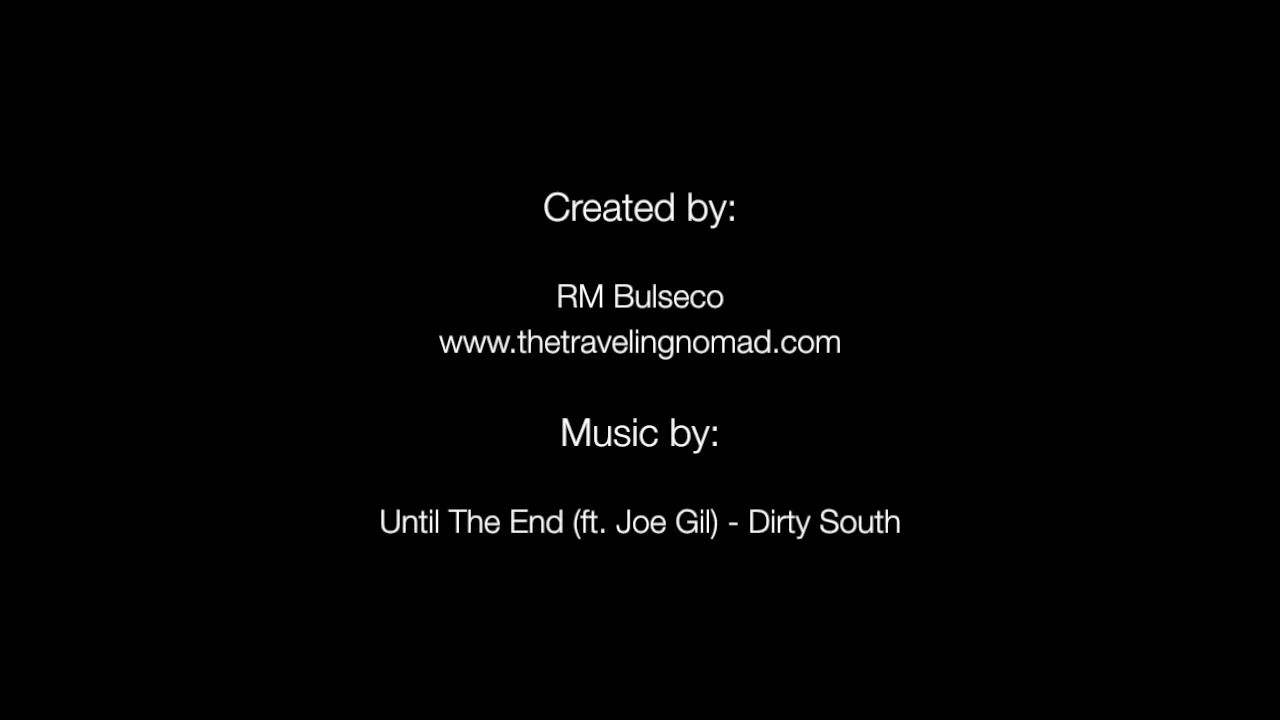 Created by:
RM Bulseco
www.thetravelingnomad.com
Music by:
Until The End (ft. Joe Gil) - Dirty South